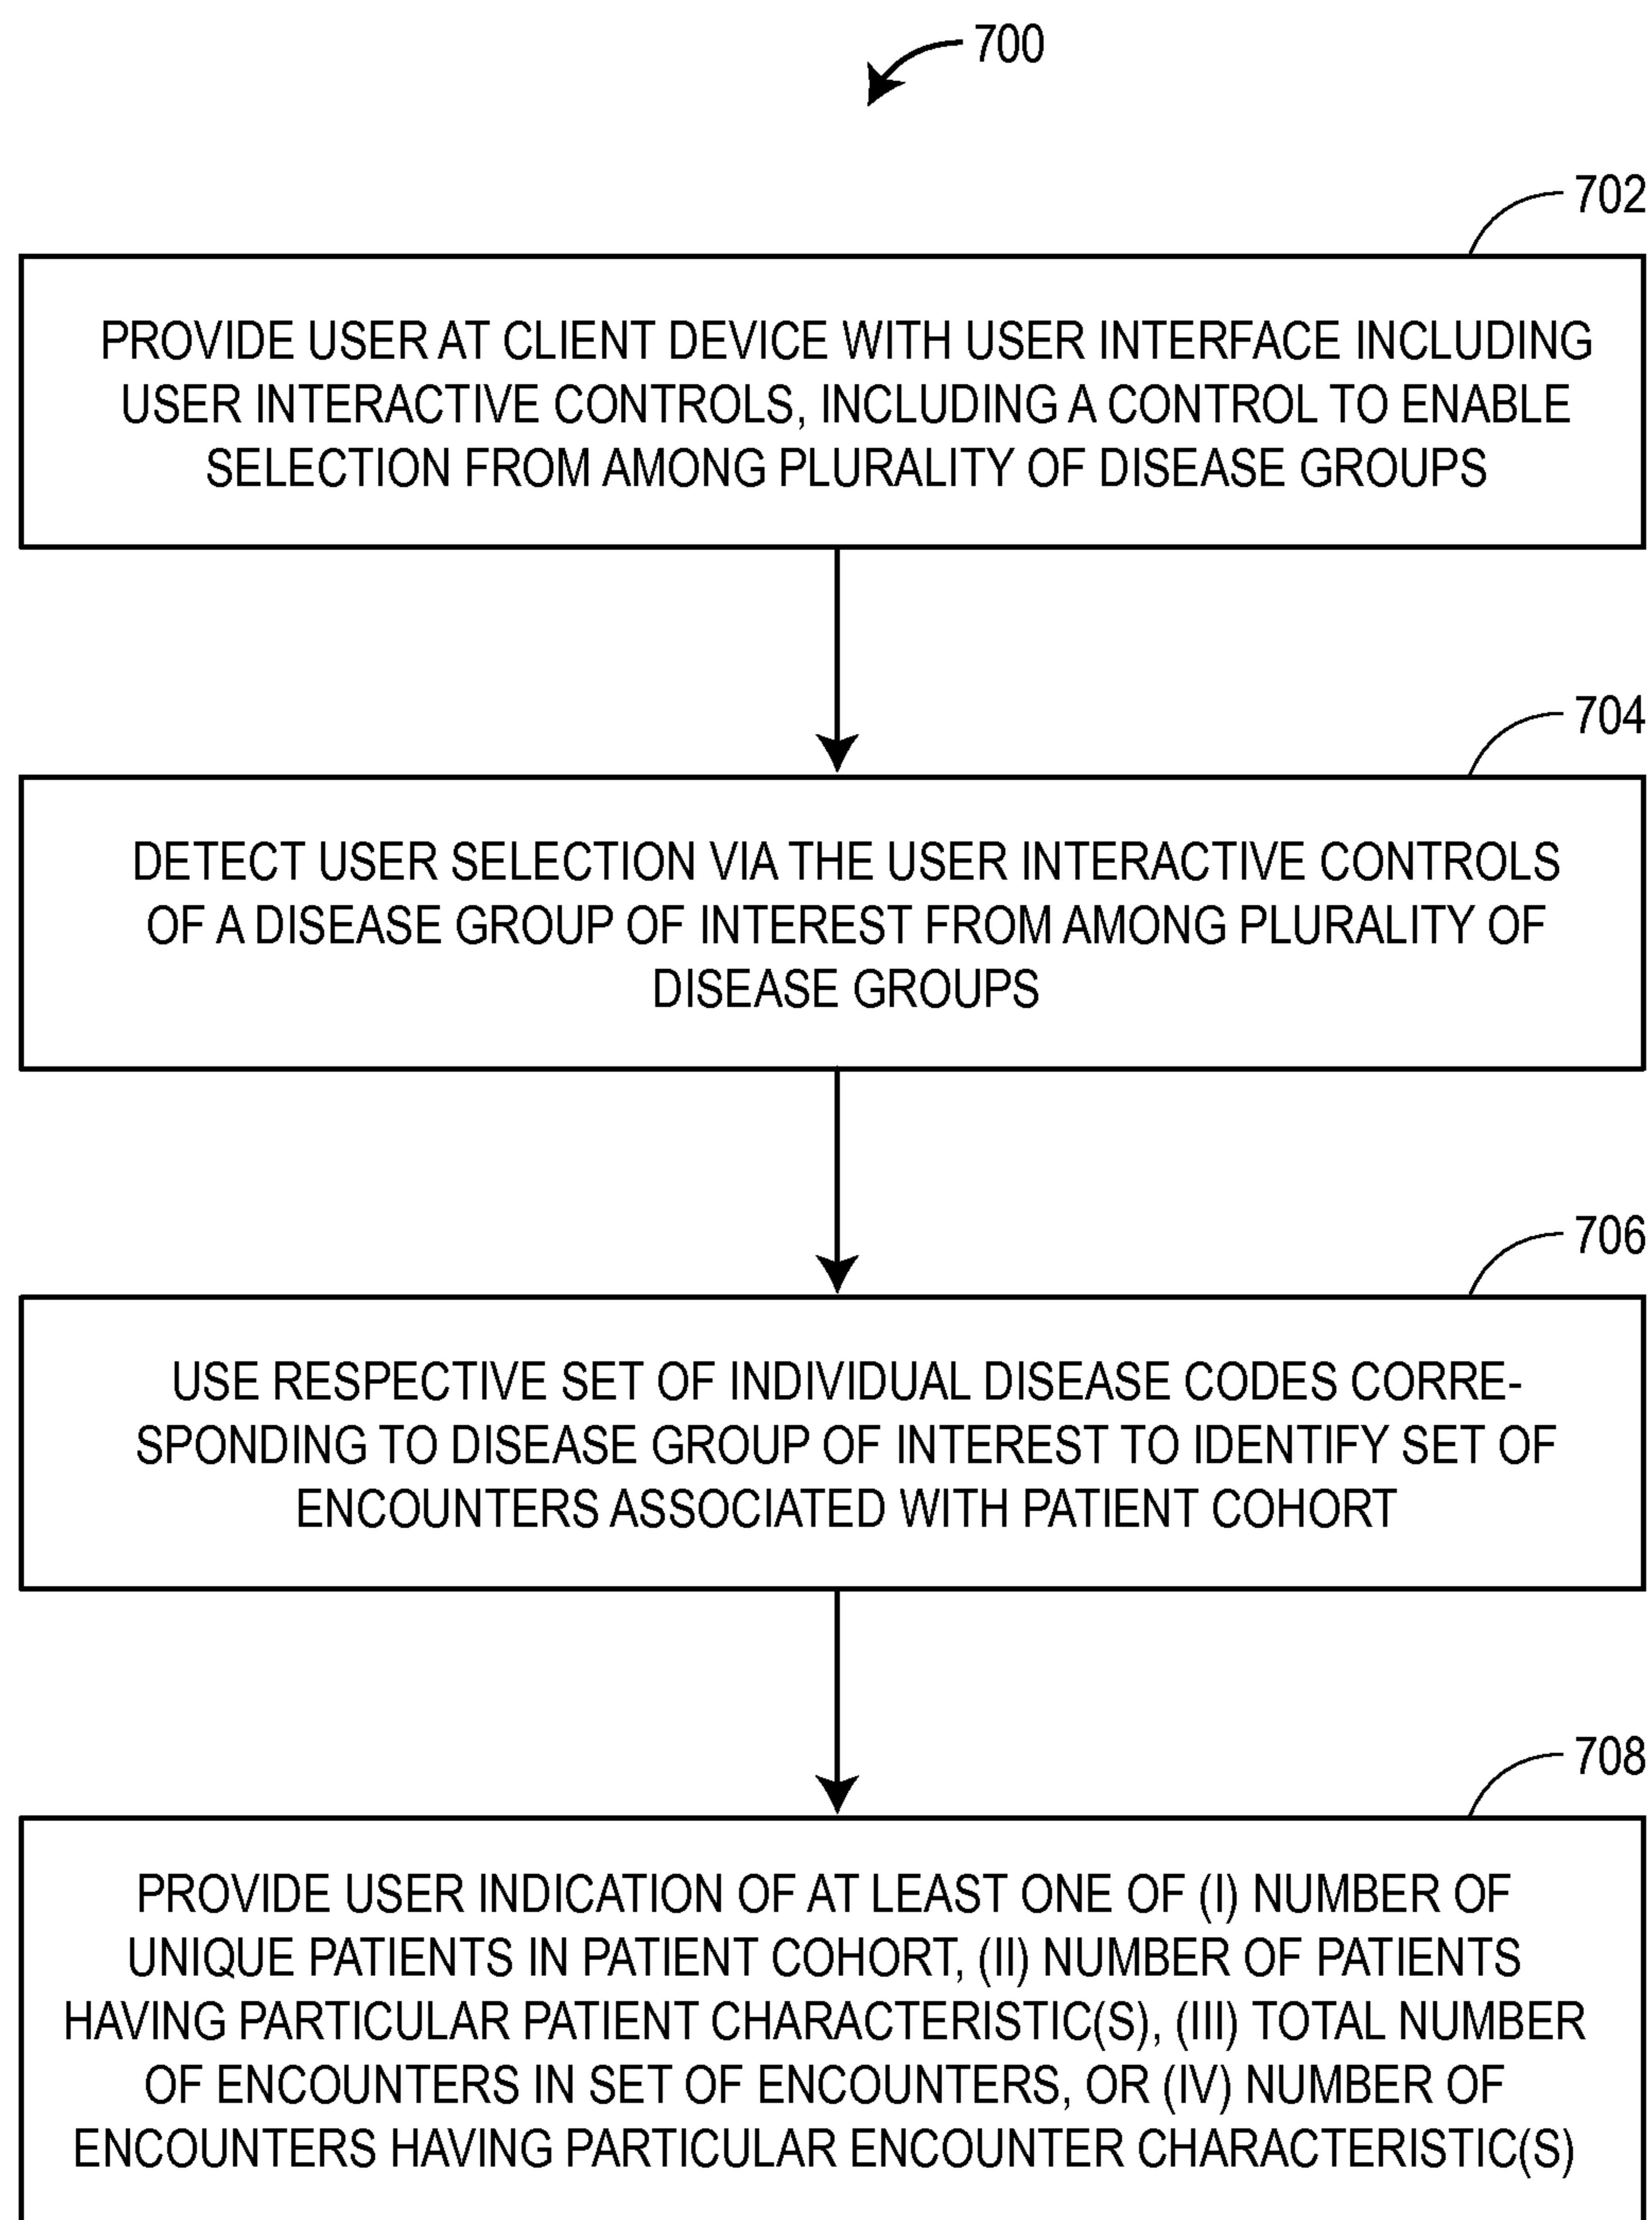 700
702
PROVIDE USER AT CLIENT DEVICE WITH USER INTERFACE INCLUDING
USER INTERACTIVE CONTROLS, INCLUDING A CONTROL TO ENABLE
SELECTION FROM AMONG PLURALITY OF DISEASE GROUPS
704
DETECT USER SELECTION VIA THE USER INTERACTIVE CONTROLS
OF A DISEASE GROUP OF INTEREST FROM AMONG PLURALITY OF
DISEASE GROUPS
706
USE RESPECTIVE SET OF INDIVIDUAL DISEASE CODES CORRE-
SPONDING TO DISEASE GROUP OF INTEREST TO IDENTIFY SET OF
ENCOUNTERS ASSOCIATED WITH PATIENT COHORT
708
PROVIDE USER INDICATION OF AT LEAST ONE OF (I) NUMBER OF
UNIQUE PATIENTS IN PATIENT COHORT, (II) NUMBER OF PATIENTS
HAVING PARTICULAR PATIENT CHARACTERISTIC(S), (III) TOTAL NUMBER
OF ENCOUNTERS IN SET OF ENCOUNTERS, OR (IV) NUMBER OF
ENCOUNTERS HAVING PARTICULAR ENCOUNTER CHARACTERISTIC(S)